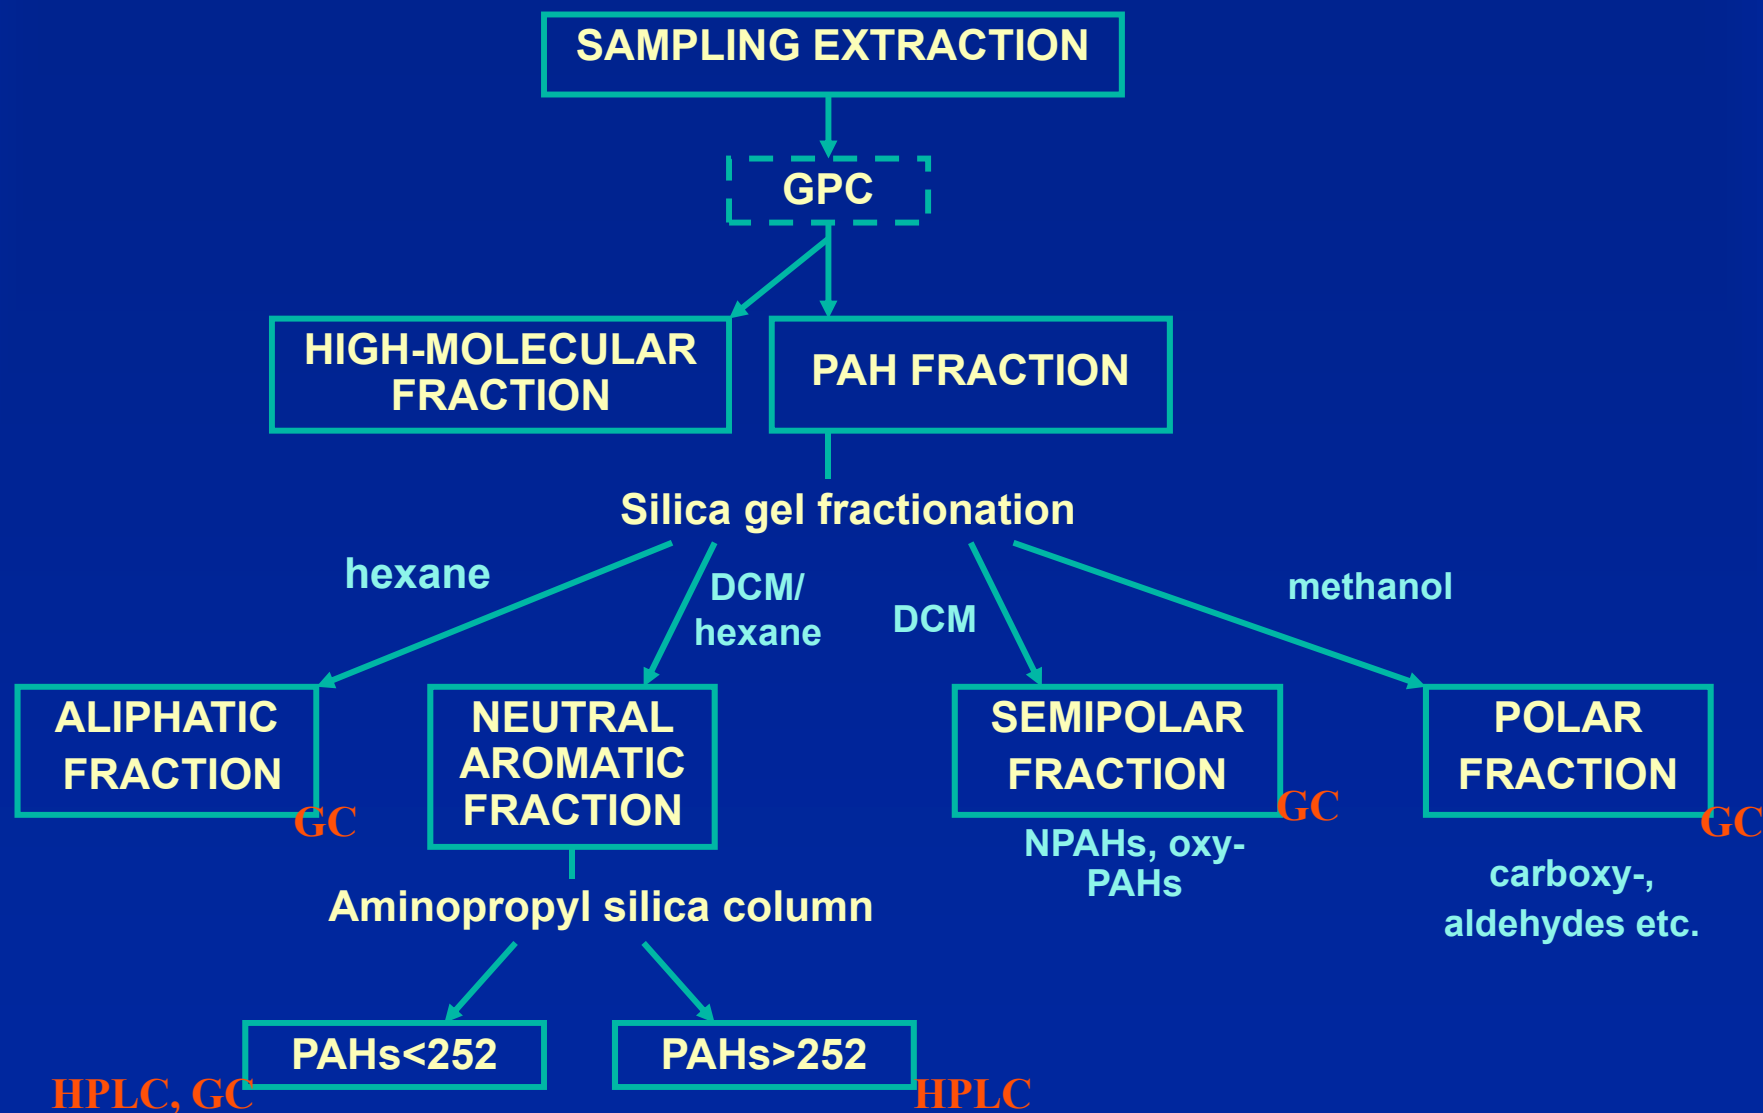 SAMPLING EXTRACTION
GPC
HIGH-MOLECULAR
FRACTION
PAH FRACTION
Silica gel fractionation
hexane
DCM/
hexane
DCM
methanol
ALIPHATIC
FRACTION
GC
NEUTRAL
AROMATIC
FRACTION
SEMIPOLAR
FRACTION
GC
NPAHs, oxy-
PAHs
POLAR
FRACTION
GC
carboxy-,
aldehydes etc.
Aminopropyl silica column
PAHs<252
HPLC, GC
PAHs>252
HPLC